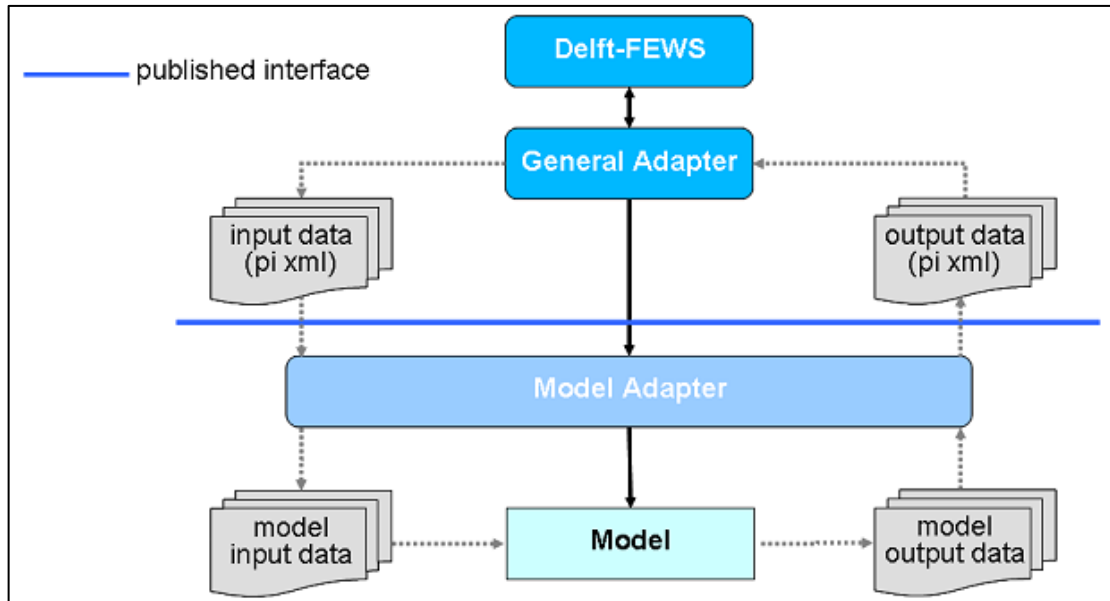 Delft-FEWS
published interface
General Adapter
input data
(pi xml)
output data
(pi xml)
Model Adapter
model
input data
Model
model
output data